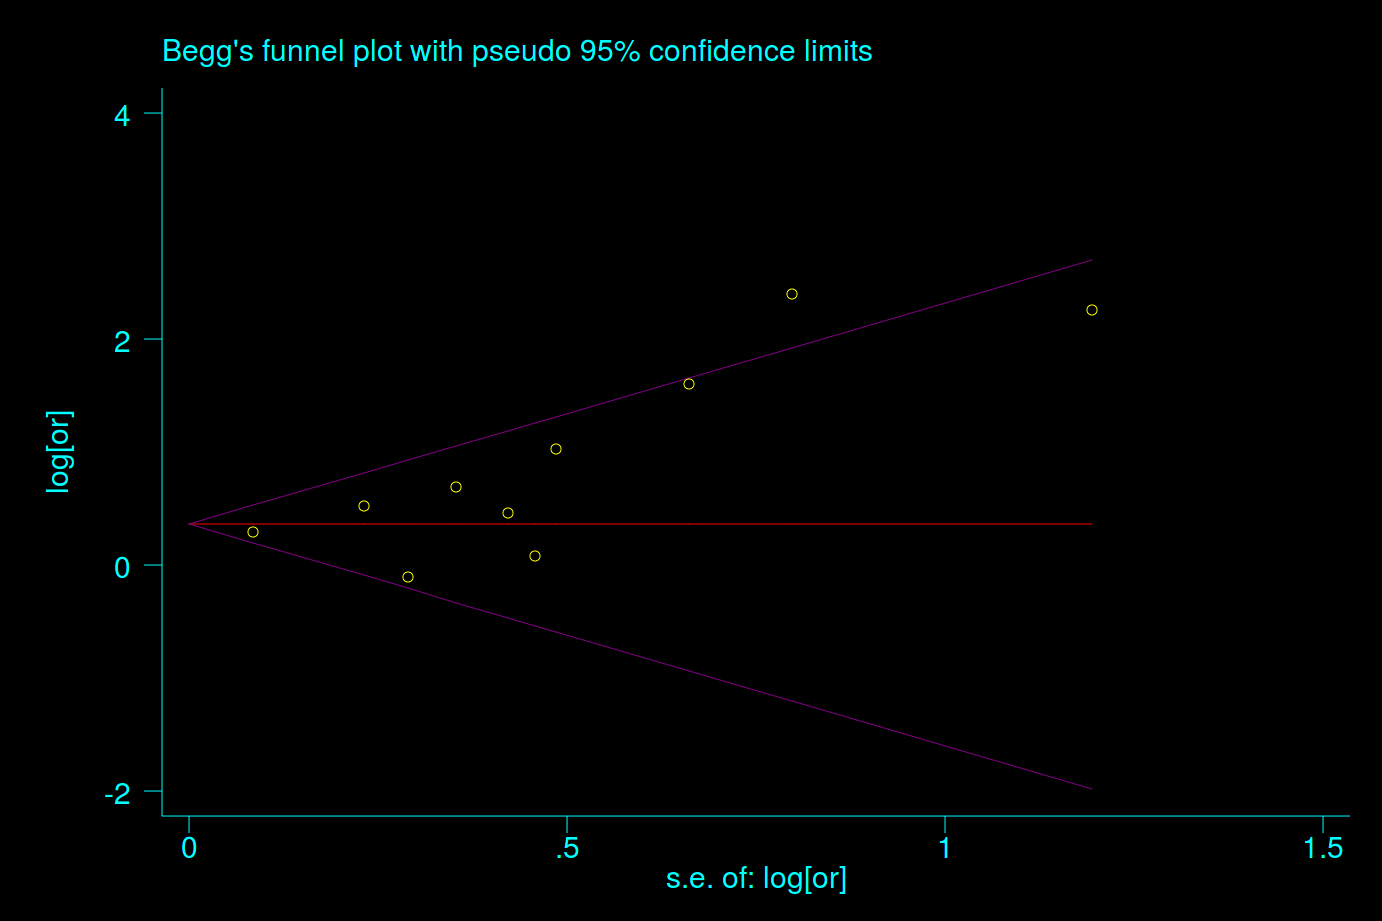 Begg's funnel plot with pseudo 95% confidence limits
4
2
0
-2
log[or]
0
.5
1
1.5
s.e. of: log[or]